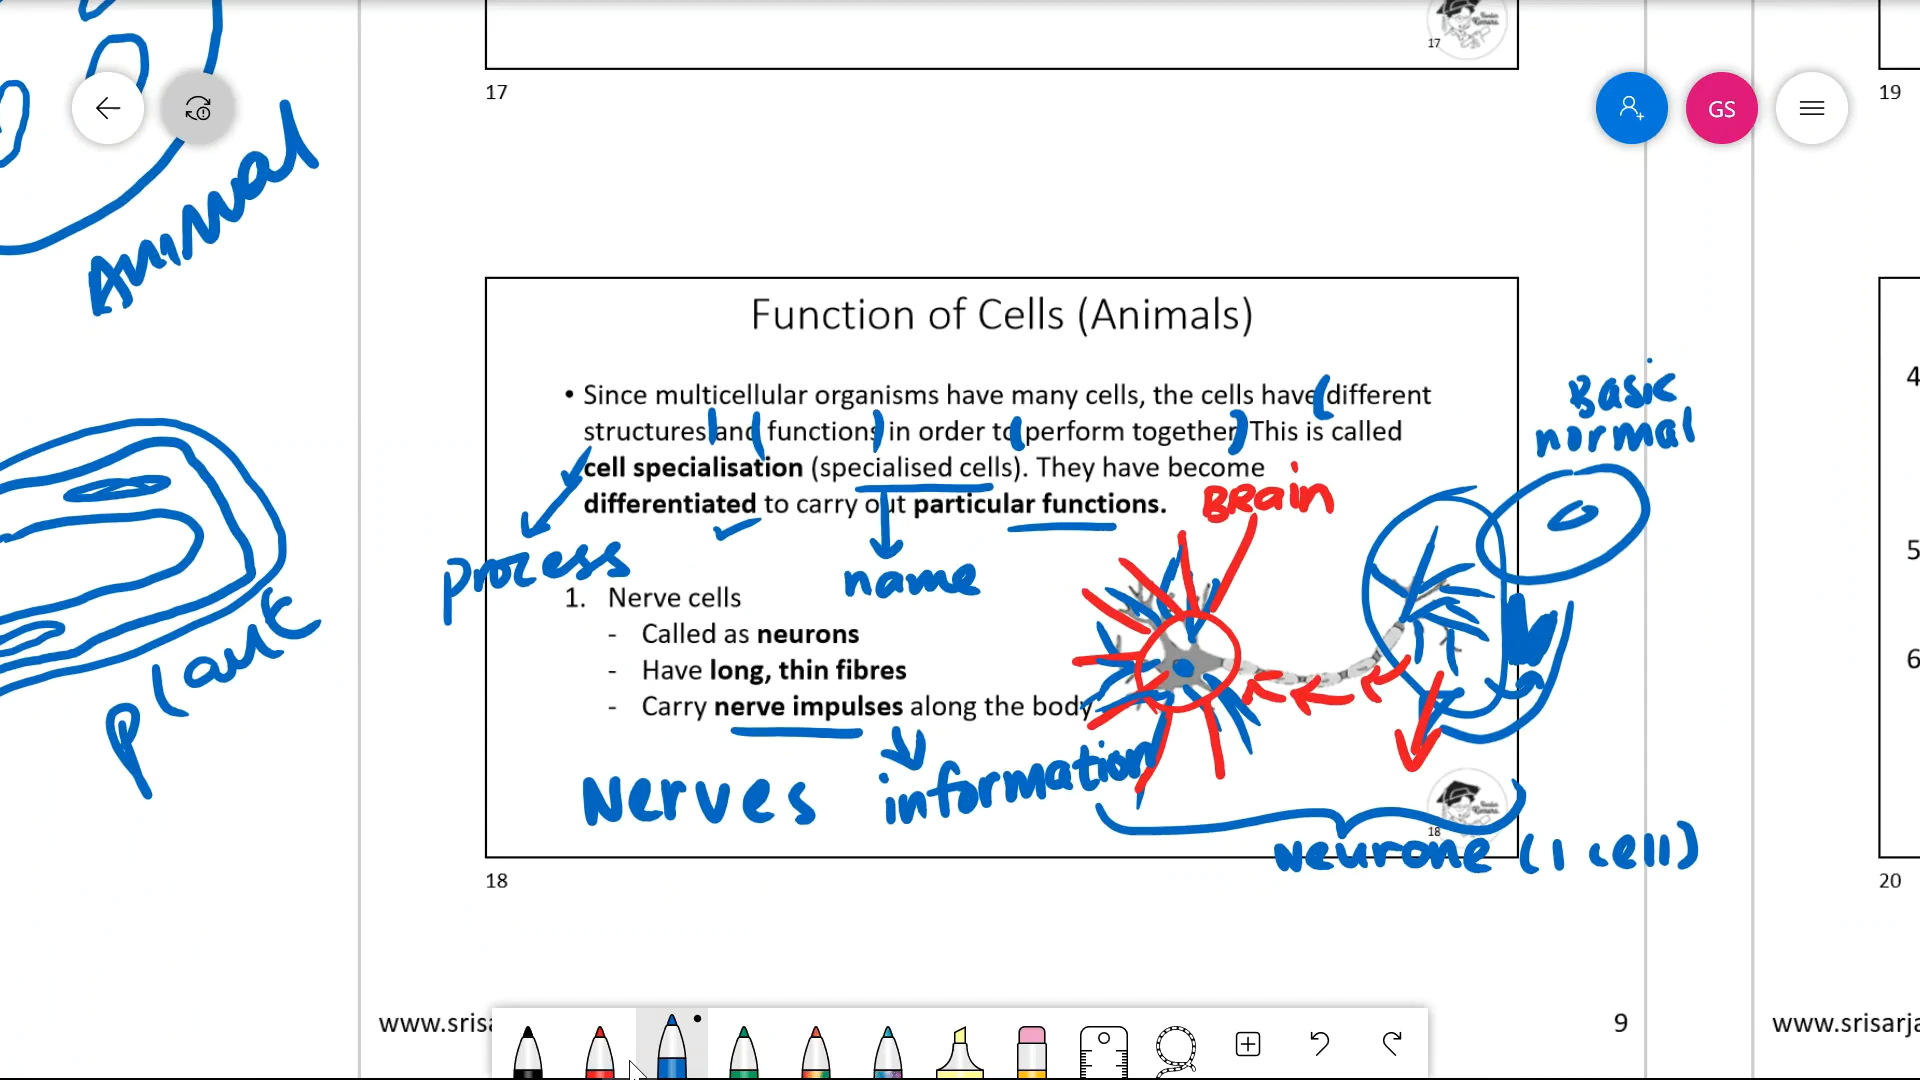 17
17
19
GS
Animal
Function of Cells (Animals)
• Since multicellular organisms have many cells, the cells have different
structures and functions in order to perform together. This is called
cell specialisation (specialised cells). They have become
differentiated to carry out particular functions.
Basic
normal
Brain
process
name
1. Nerve cells
- Called as neurons
- Have long, thin fibres
- Carry nerve impulses along the body
Nerves
information
plant
18
neurone (1 cell)
18
20
4
5
6
www.sris
9
www.srisarja